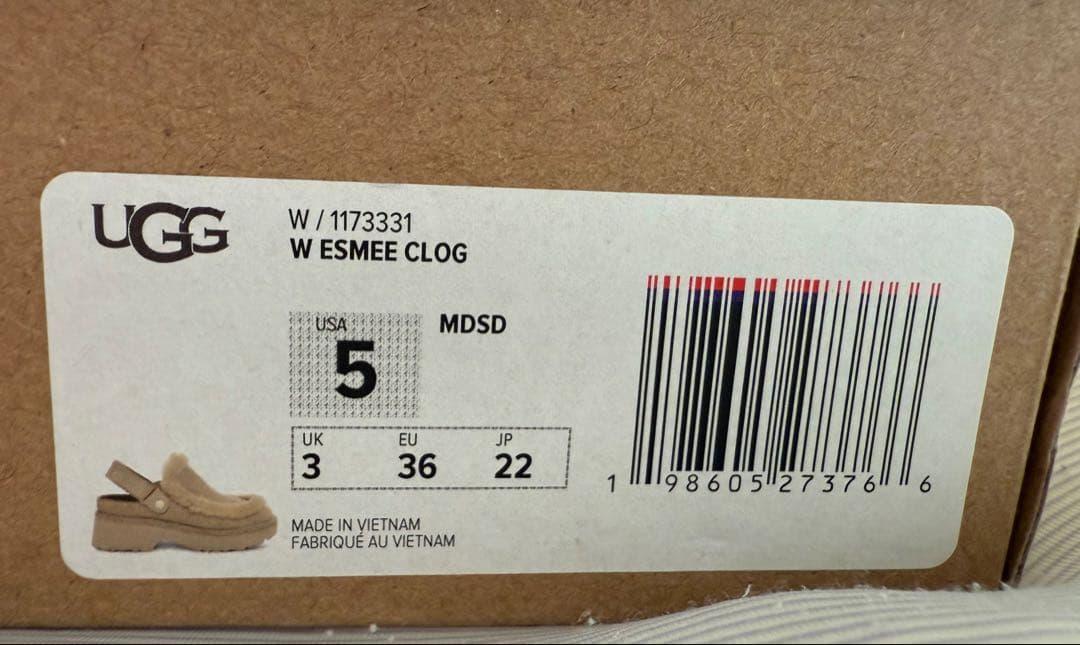 UGG
W / 1173331
W ESMEE CLOG
USA
5
MDSD
UK EU JP
3 36 22
MADE IN VIETNAM
FABRIQUÉ AU VIETNAM
1 98605 27376 6